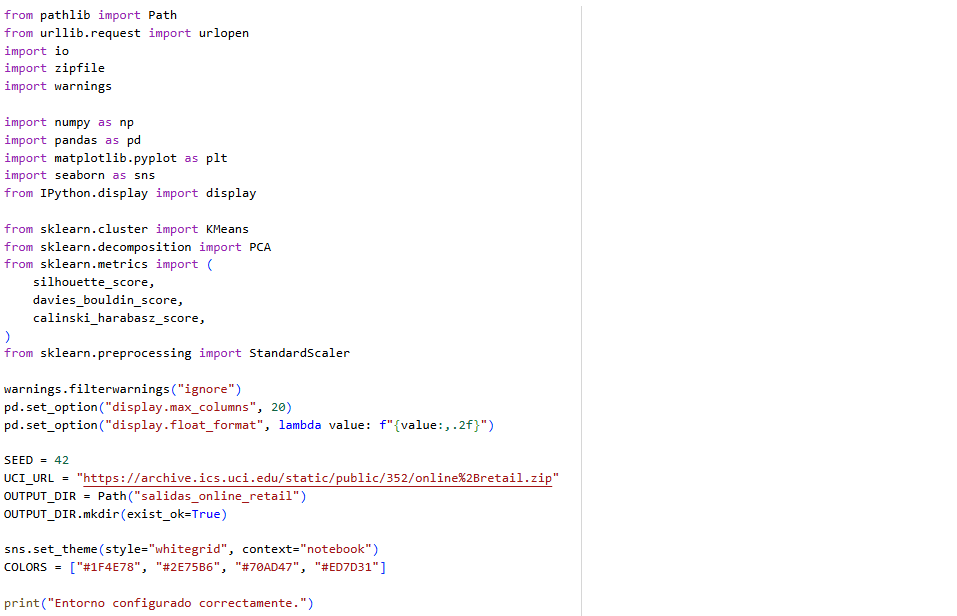 from pathlib import Path
from urllib.request import urlopen
import io
import zipfile
import warnings

import numpy as np
import pandas as pd
import matplotlib.pyplot as plt
import seaborn as sns
from IPython.display import display

from sklearn.cluster import KMeans
from sklearn.decomposition import PCA
from sklearn.metrics import (
    silhouette_score,
    davies_bouldin_score,
    calinski_harabasz_score,
)
from sklearn.preprocessing import StandardScaler

warnings.filterwarnings("ignore")
pd.set_option("display.max_columns", 20)
pd.set_option("display.float_format", lambda value: f"{value:,.2f}")

SEED = 42
UCI_URL = "https://archive.ics.uci.edu/static/public/352/online%2Bretail.zip"
OUTPUT_DIR = Path("salidas_online_retail")
OUTPUT_DIR.mkdir(exist_ok=True)

sns.set_theme(style="whitegrid", context="notebook")
COLORS = ["#1F4E78", "#2E75B6", "#70AD47", "#ED7D31"]

print("Entorno configurado correctamente.")